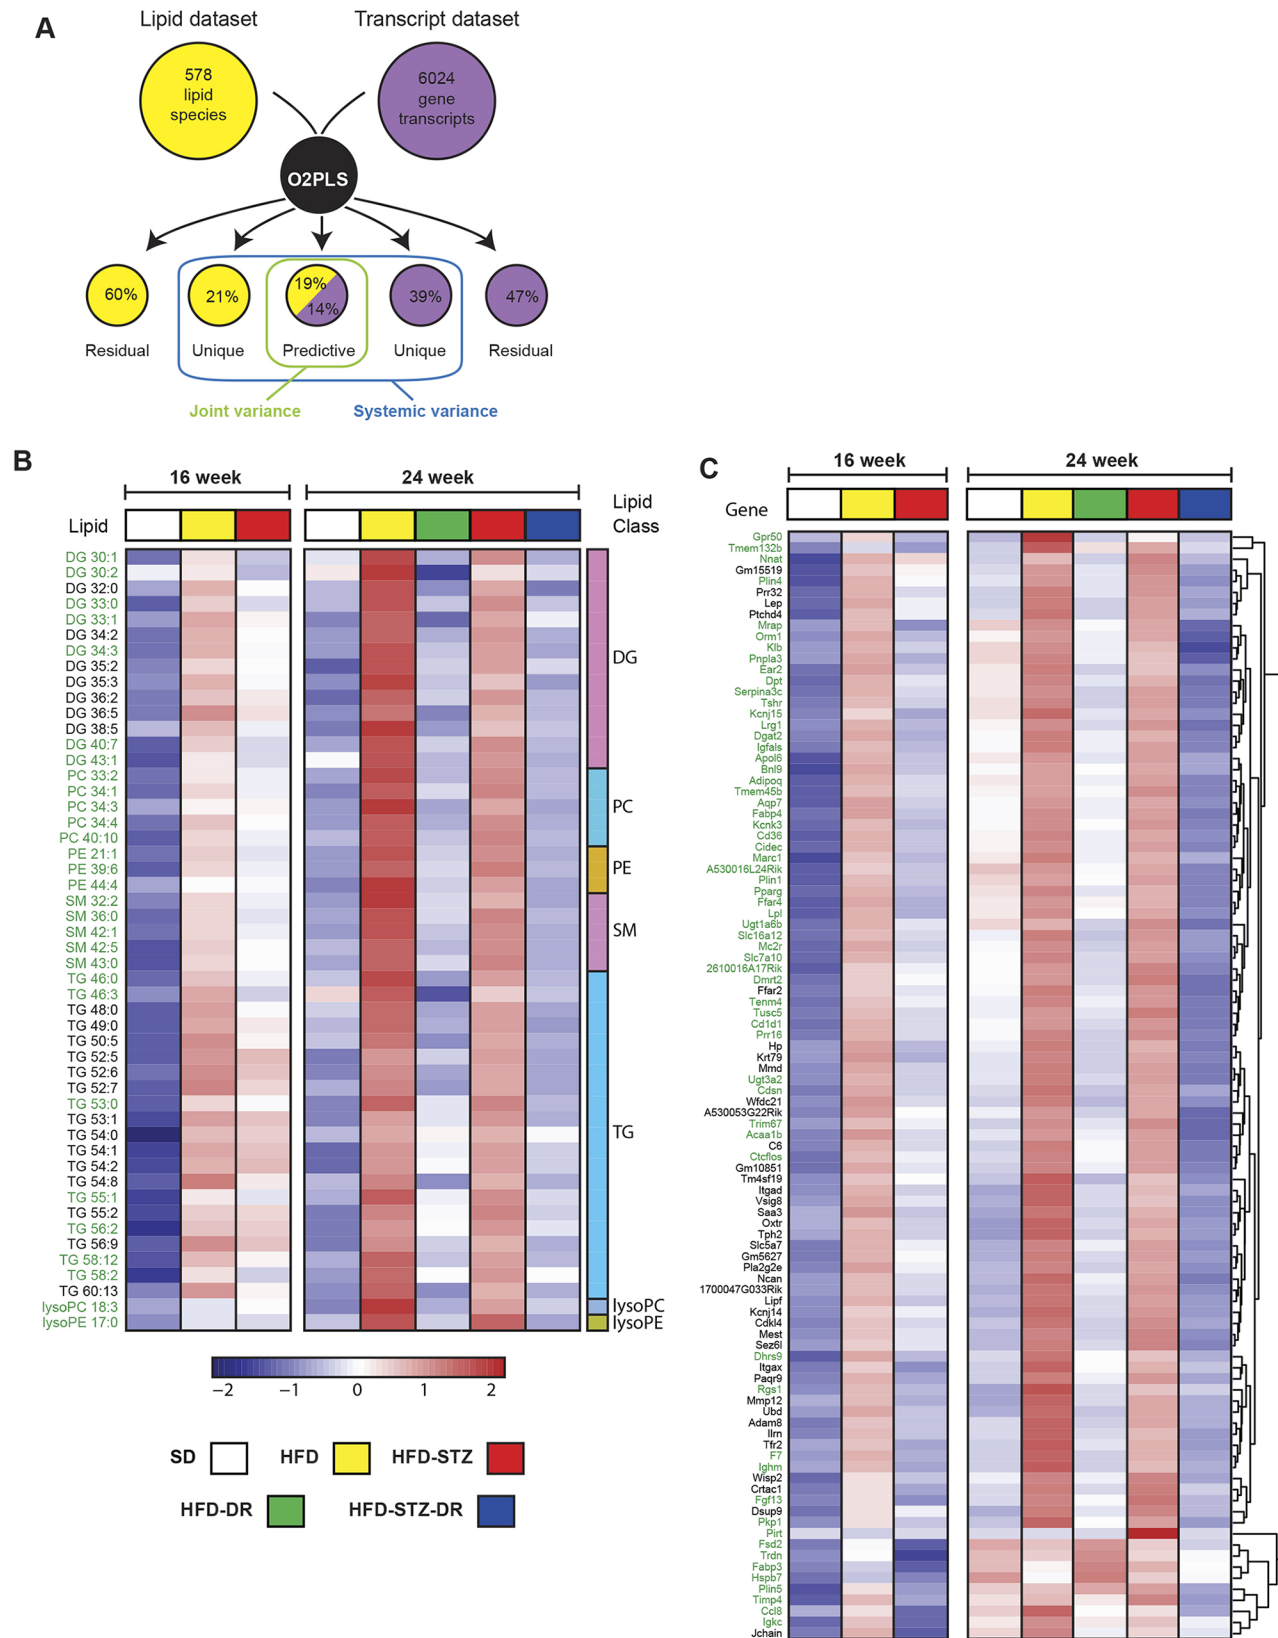 A
Lipid dataset
Transcript dataset
578
lipid
species
6024
gene
transcripts
O2PLS
60%
21%
19%
14%
39%
47%
Residual
Unique
Predictive
Unique
Residual
Joint variance
Systemic variance
B
16 week
24 week
Lipid
Lipid
Class
DG 30:1
DG 30:2
DG 32:0
DG 33:0
DG 33:1
DG 34:2
DG 34:3
DG 35:2
DG 35:3
DG 36:2
DG 36:5
DG 38:5
DG 40:7
DG 43:1
PC 33:2
PC 34:1
PC 34:3
PC 34:4
PC 40:10
PE 21:1
PE 39:6
PE 44:4
SM 32:2
SM 36:0
SM 42:1
SM 42:5
SM 43:0
TG 46:0
TG 46:3
TG 48:0
TG 49:0
TG 50:5
TG 52:5
TG 52:6
TG 52:7
TG 53:0
TG 53:1
TG 54:0
TG 54:1
TG 54:2
TG 54:8
TG 55:1
TG 55:2
TG 56:2
TG 56:9
TG 58:12
TG 58:2
TG 60:13
lysoPC 18:3
lysoPE 17:0
DG
PC
PE
SM
TG
lysoPC
lysoPE
−2
−1
0
1
2
SD
HFD
HFD-STZ
HFD-DR
HFD-STZ-DR
C
16 week
24 week
Gene
Gpr50
Tmem132b
Nnat
Gm15519
Plin4
Prr32
Lep
Ptchd4
Mrap
Orm1
Klb
Pnpla3
Ear2
Dpt
Serpina3c
Tshr
Kcnj15
Lrg1
Dgat2
Igfals
Apol6
Bnl9
Adipoq
Tmem45b
Aqp7
Fabp4
Kcnk3
Cd36
Cidec
Marc1
A530016L24Rik
Plin1
Pparg
Ffar4
Lpl
Ugt1a6b
Slc16a12
Mc2r
Slc7a10
2610016A17Rik
Dmrt2
Ffar2
Tenm4
Tusc5
Cd1d1
Prr16
Hp
Krt79
Mmd
Ugt3a2
Cdsn
Wfdc21
A530053G22Rik
Trim67
Acaa1b
C6
Ctcflos
Gm10851
Tm4sf19
Itgad
Vsig8
Saa3
Oxtr
Tph2
Slc5a7
Gm5627
Pla2g2e
Ncan
1700047G033Rik
Lipf
Kcnj14
Cdkl4
Mest
Sez6l
Dhrs9
Itgax
Paqr9
Rgs1
Mmp12
Ubd
Adam8
Ilrn
Tfr2
F7
Ighm
Wisp2
Crtac1
Fgf13
Dsup9
Pkp1
Pirt
Fsd2
Trdn
Fabp3
Hspb7
Plin5
Timp4
Ccl8
Igkc
Jchain